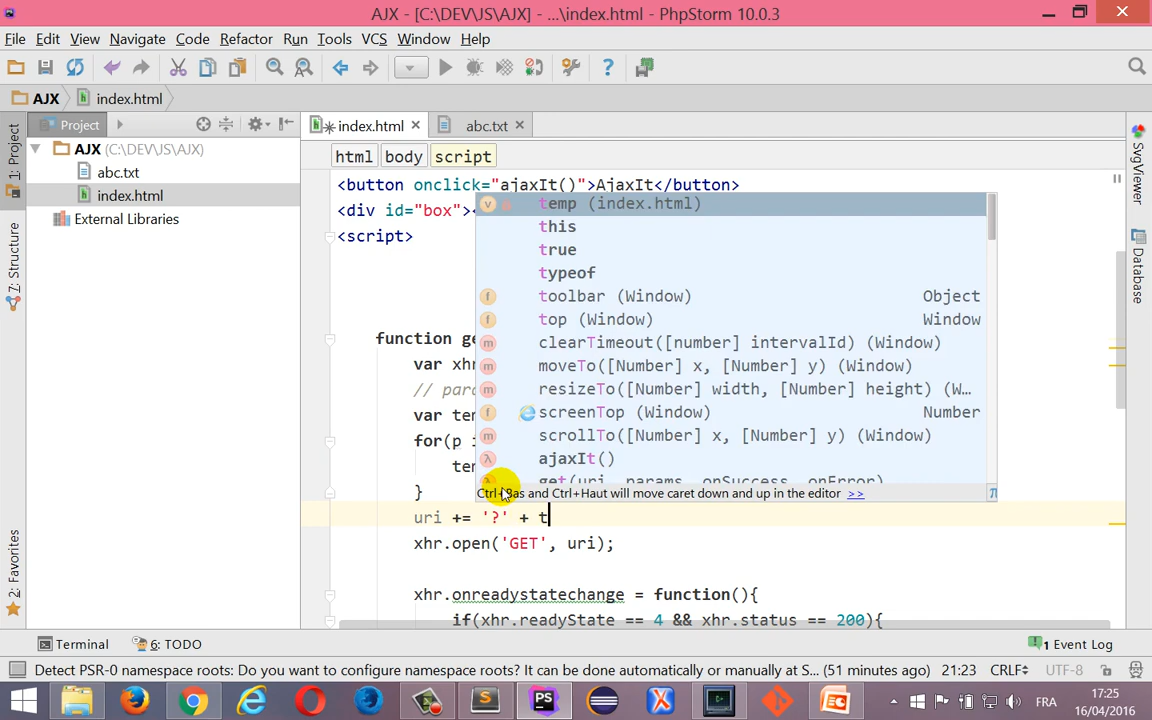 AJX - [C:\DEV\JS\AJX] - ...\index.html - PhpStorm 10.0.3
File Edit View Navigate Code Refactor Run Tools VCS Window Help
AJX index.html
1: Project
7: Structure
2: Favorites
Project
AJX (C:\DEV\JS\AJX)
abc.txt
index.html
External Libraries
index.html abc.txt
html body script
<button onclick="ajaxIt()">AjaxIt</button>
<div id="box"><
<script>
function ge
var xhr
// para
var tem
for(p i
tem
}
uri += '?' + t
xhr.open('GET', uri);
xhr.onreadystatechange = function(){
if(xhr.readyState == 4 && xhr.status == 200){
temp (index.html)
this
true
typeof
toolbar (Window) Object
top (Window) Window
clearTimeout([number] intervalId) (Window)
moveTo([Number] x, [Number] y) (Window)
resizeTo([Number] width, [Number] height) (W…
screenTop (Window) Number
scrollTo([Number] x, [Number] y) (Window)
ajaxIt()
get(uri, params, onSuccess, onError)
Ctrl+Bas and Ctrl+Haut will move caret down and up in the editor >>
SvgViewer
Database
Terminal 6: TODO 1 Event Log
Detect PSR-0 namespace roots: Do you want to configure namespace roots? It can be done automatically or manually at S... (51 minutes ago) 21:23 CRLF UTF-8
FRA 17:25
16/04/2016